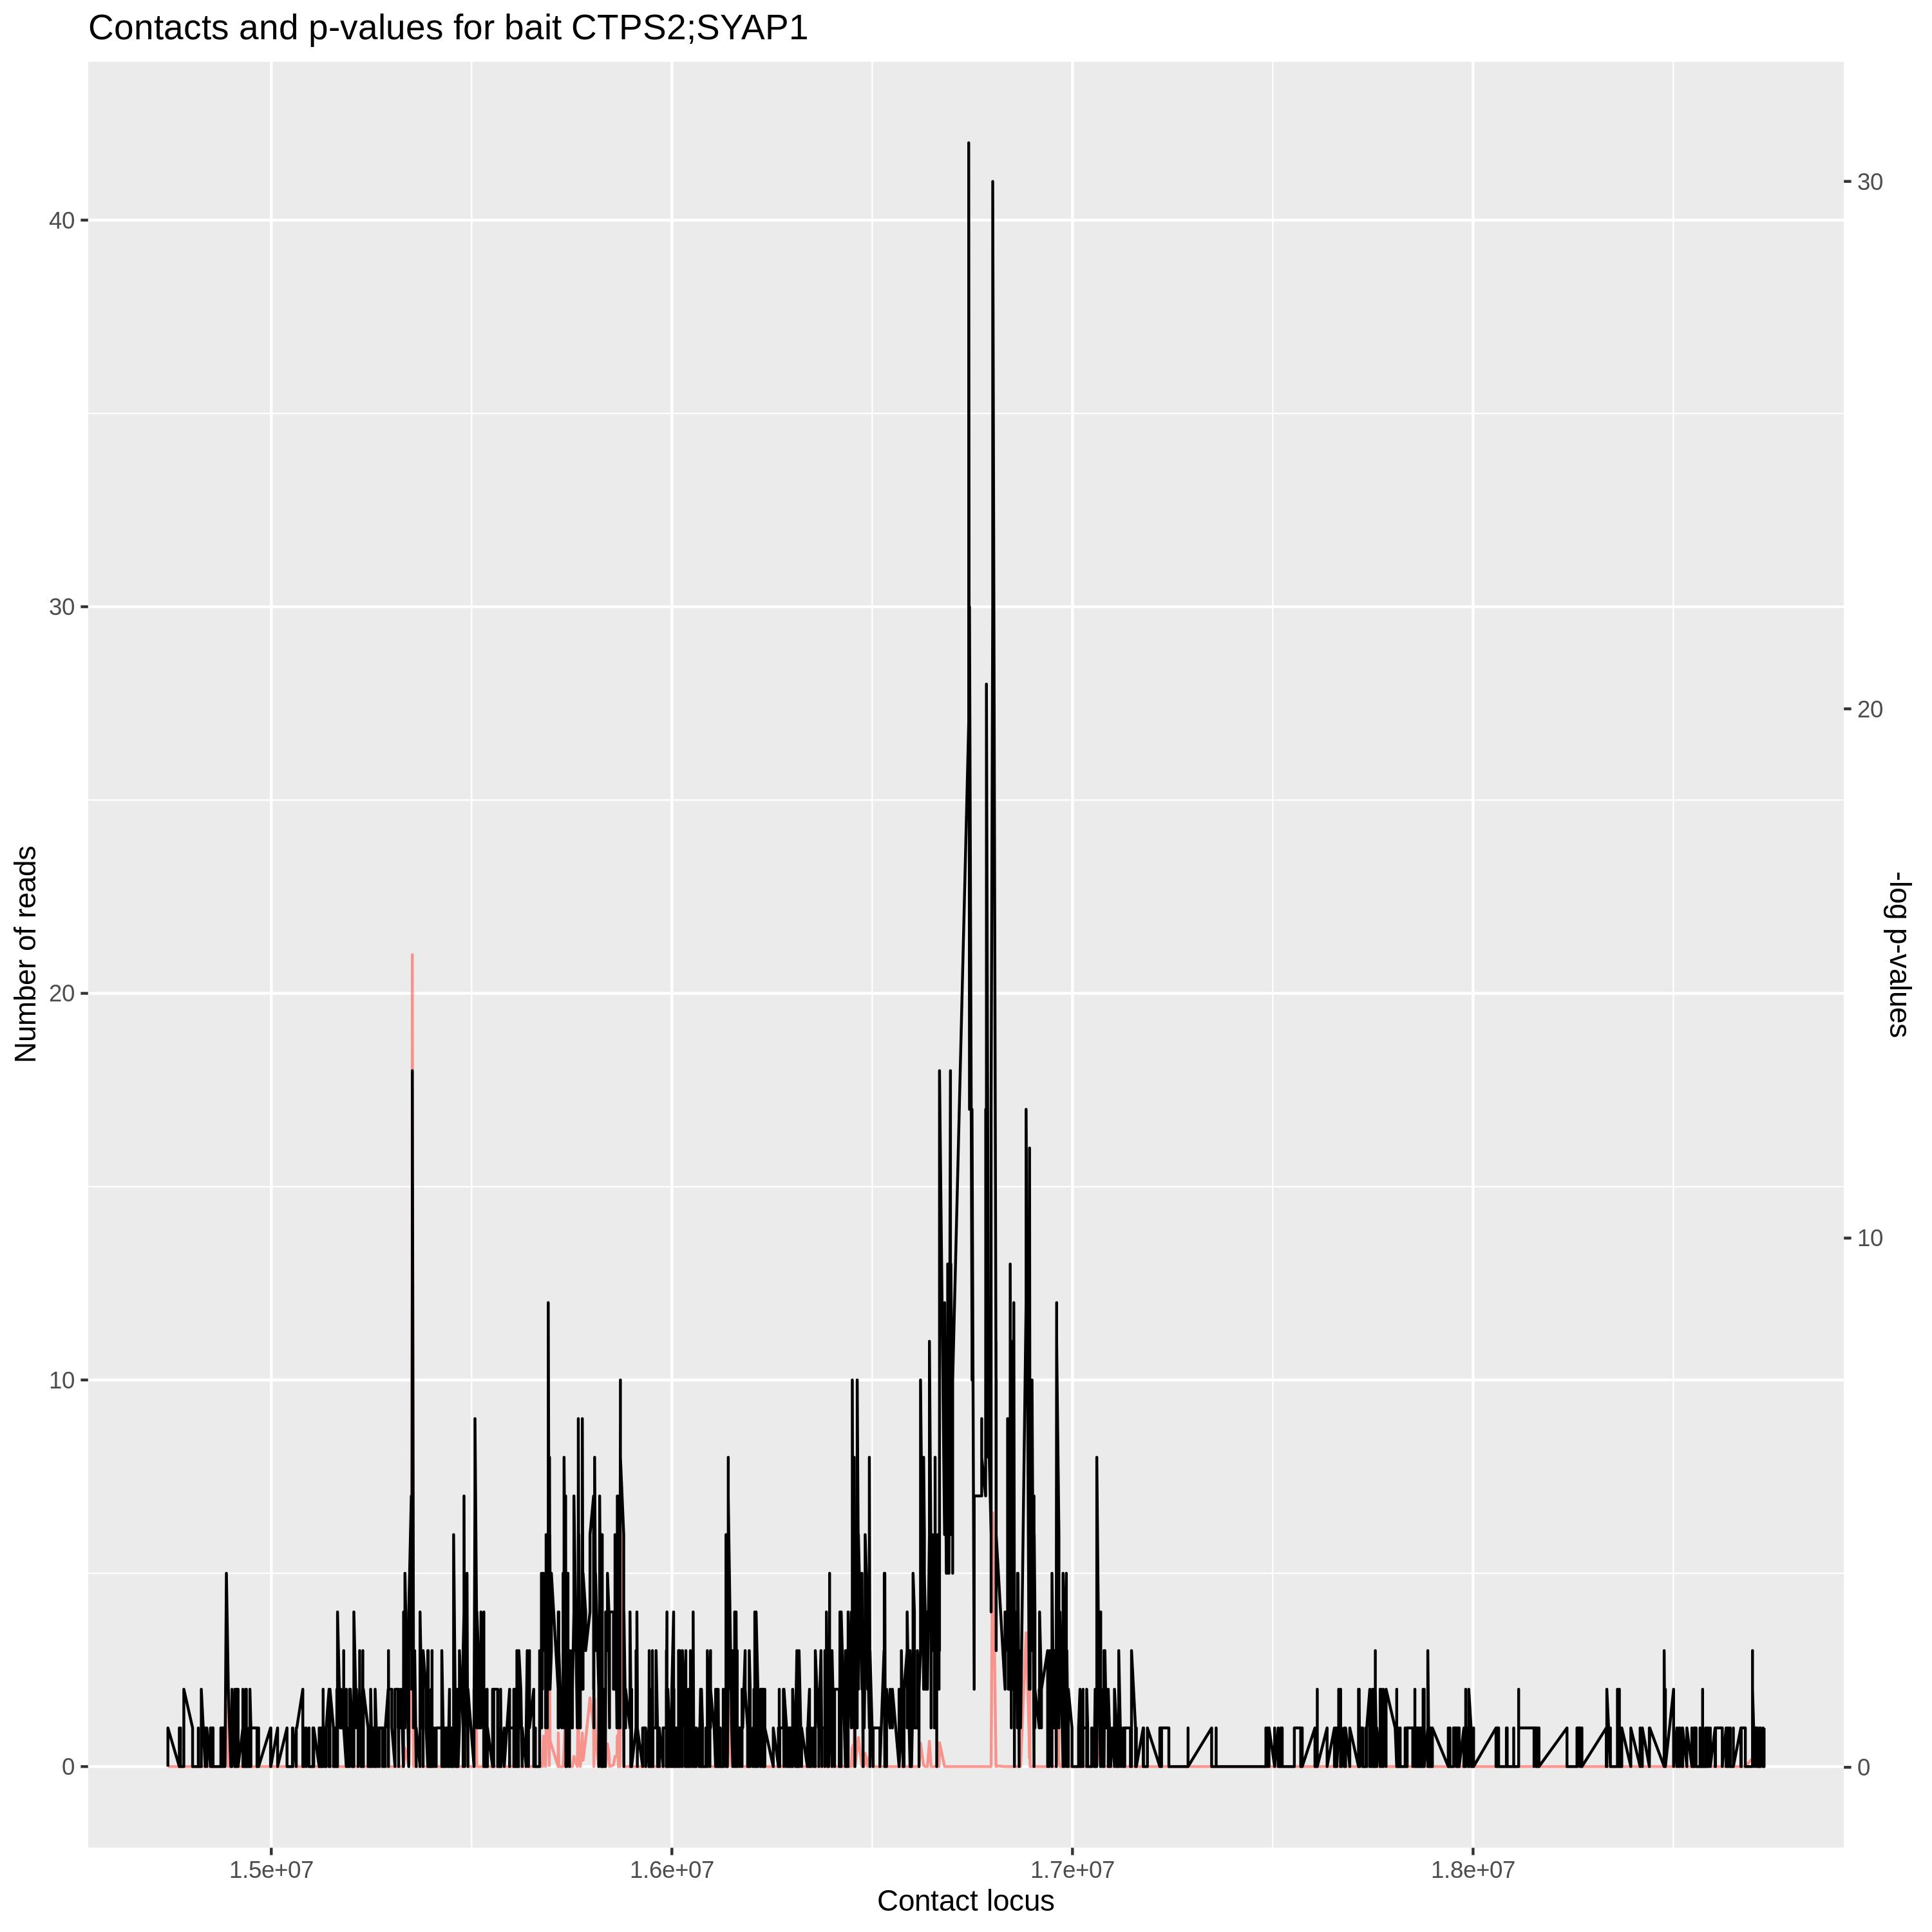 Contacts and p-values for bait CTPS2;SYAP1
Number of reads
40
30
20
10
0
30
20
10
0
-log p-values
1.5e+07
1.6e+07
1.7e+07
1.8e+07
Contact locus